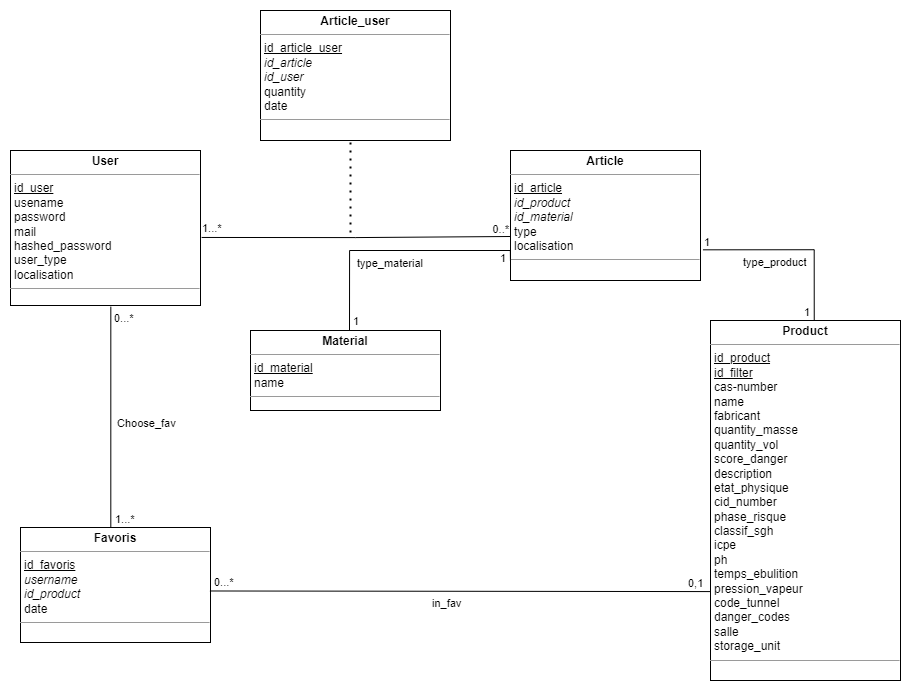 Article_user
id_article_user
id_article
id_user
quantity
date
User
id_user
usename
password
mail
hashed_password
user_type
localisation
Article
id_article
id_product
id_material
type
localisation
1...*
0..*
1
type_material
1
1
type_product
1
Material
id_material
name
Product
id_product
id_filter
cas-number
name
fabricant
quantity_masse
quantity_vol
score_danger
description
etat_physique
cid_number
phase_risque
classif_sgh
icpe
ph
temps_ebulition
pression_vapeur
code_tunnel
danger_codes
salle
storage_unit
0...*
Choose_fav
1...*
Favoris
id_favoris
username
id_product
date
0...*
in_fav
0,1